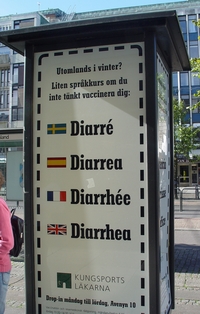 Utomlands i vinter?
Liten språkkurs om du
inte tänkt vaccinera dig:
Diarré
Diarrea
Diarrhée
Diarrhea
KUNGSPORTS
LÄKARNA
Drop-in måndag till lördag, Avenyn 10